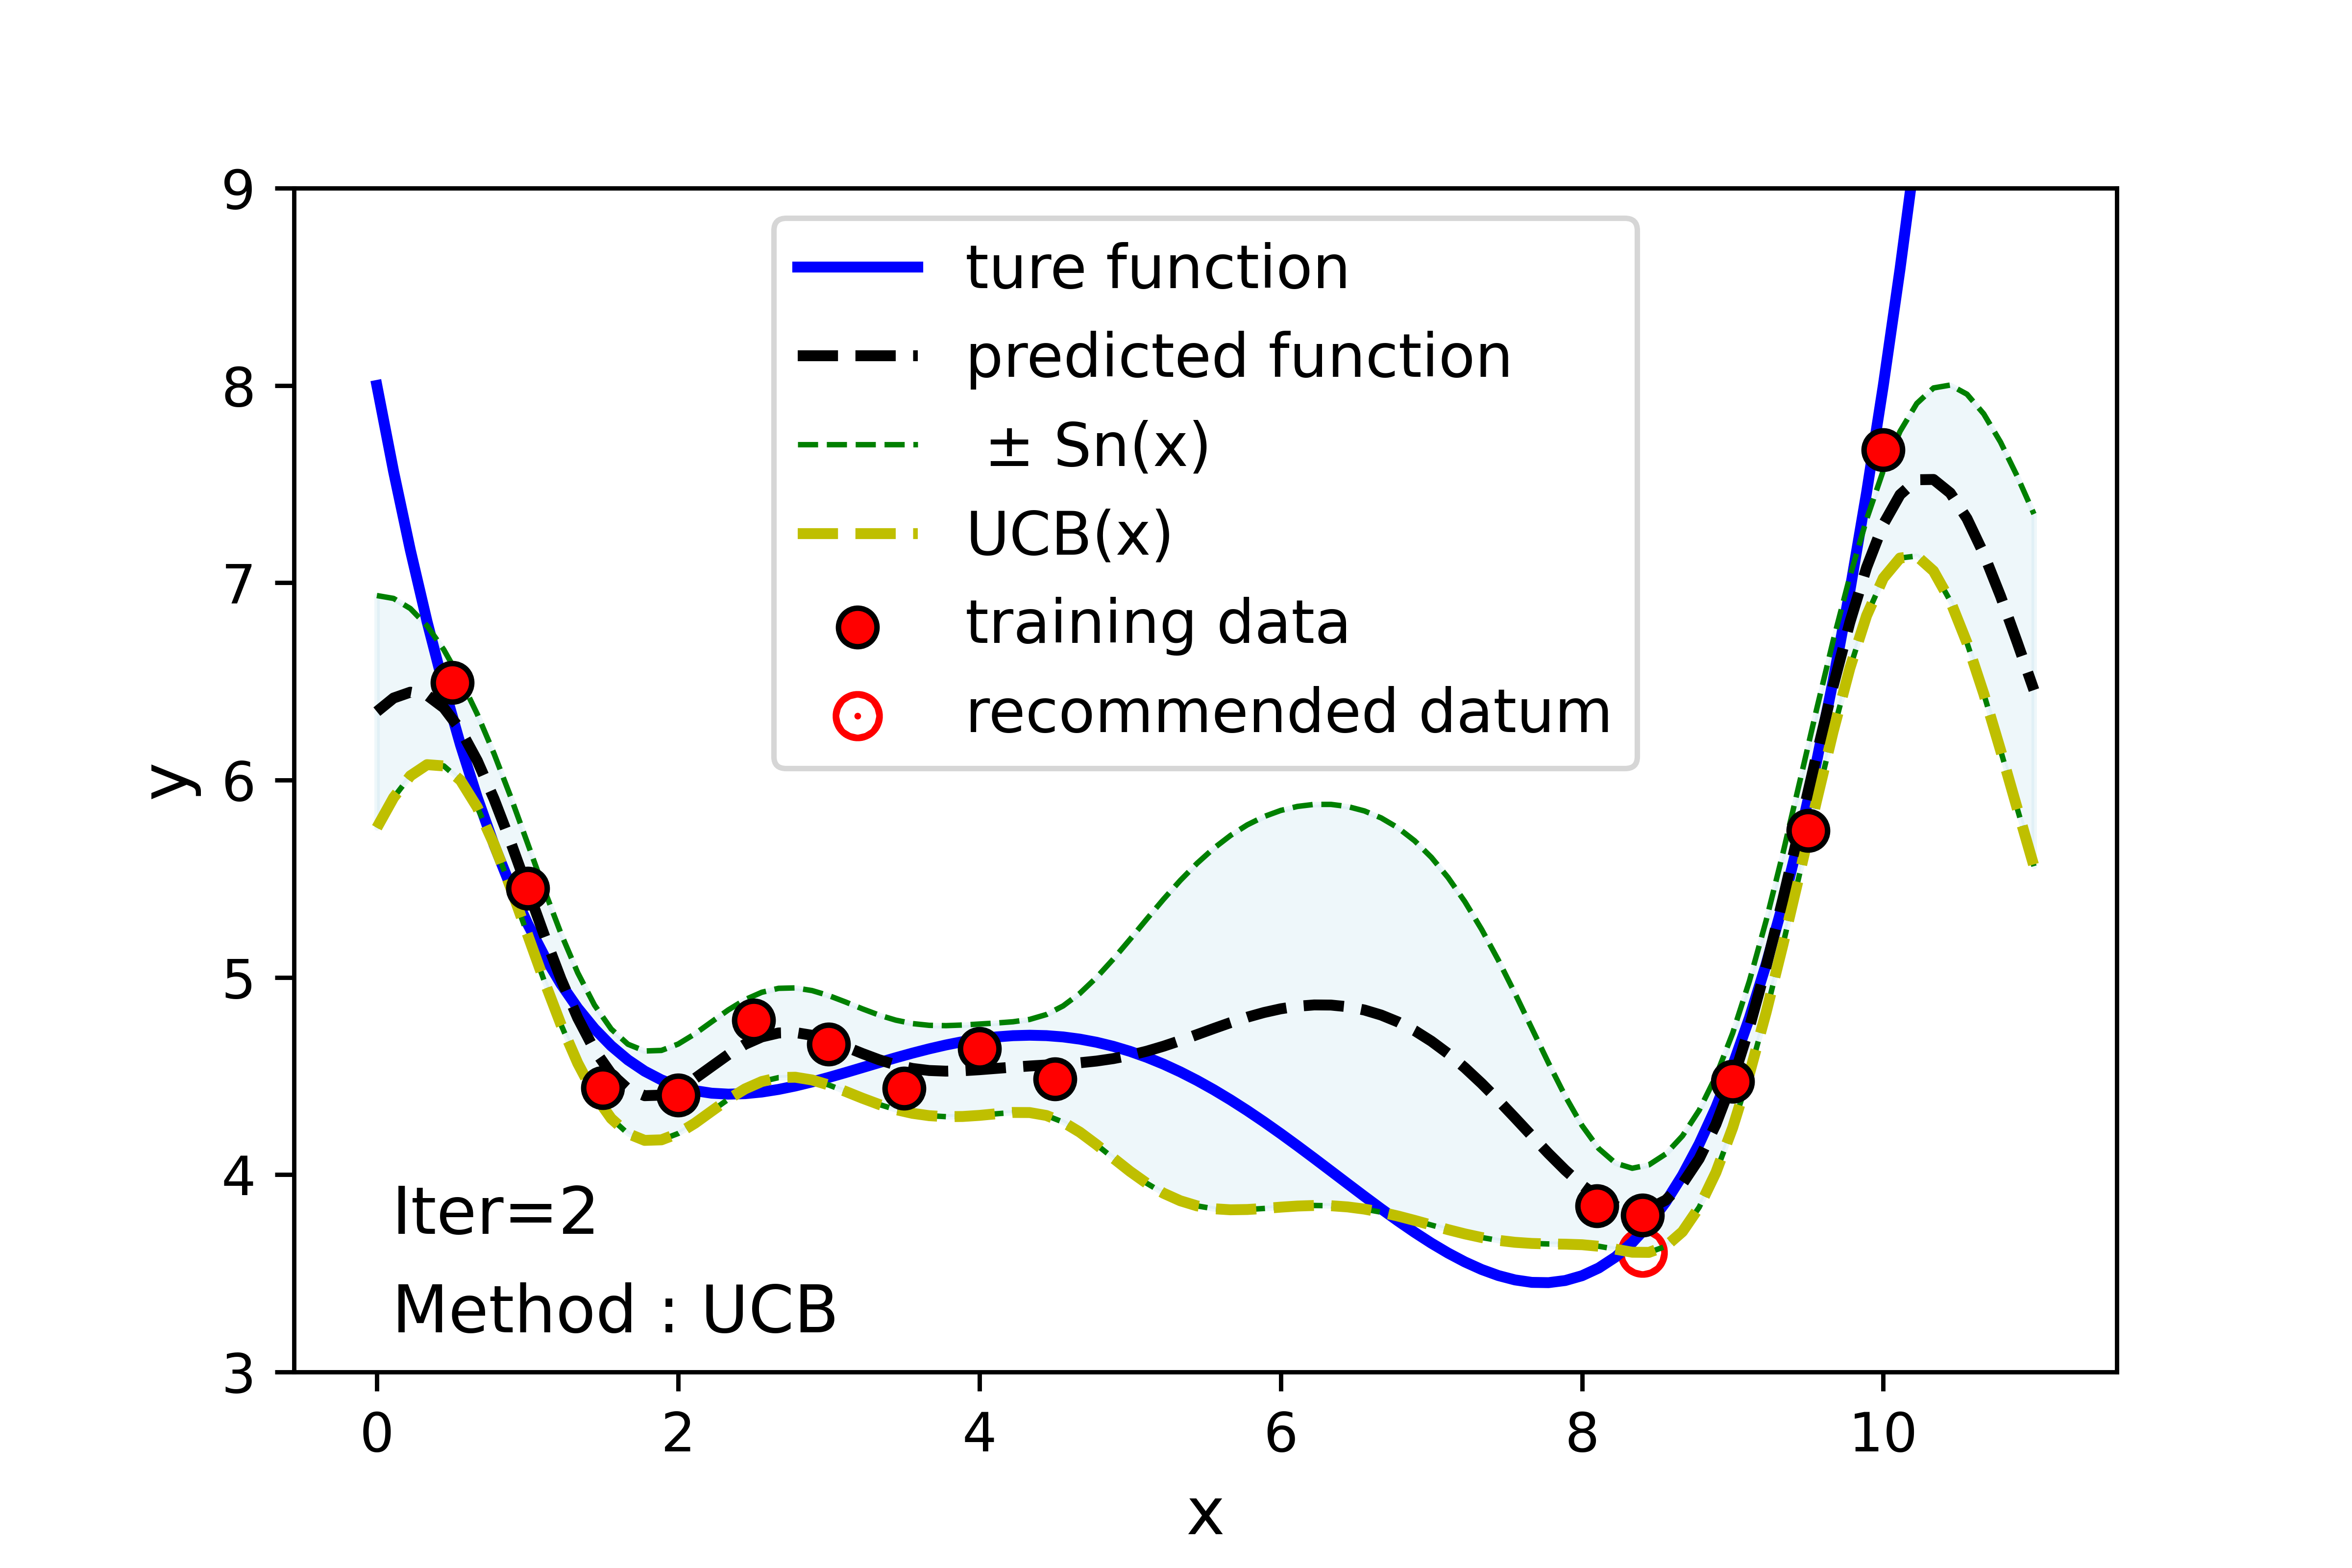 9
8
7
6
5
4
3
y
ture function
predicted function
± Sn(x)
UCB(x)
training data
recommended datum
Iter=2
Method : UCB
0 2 4 6 8 10
x